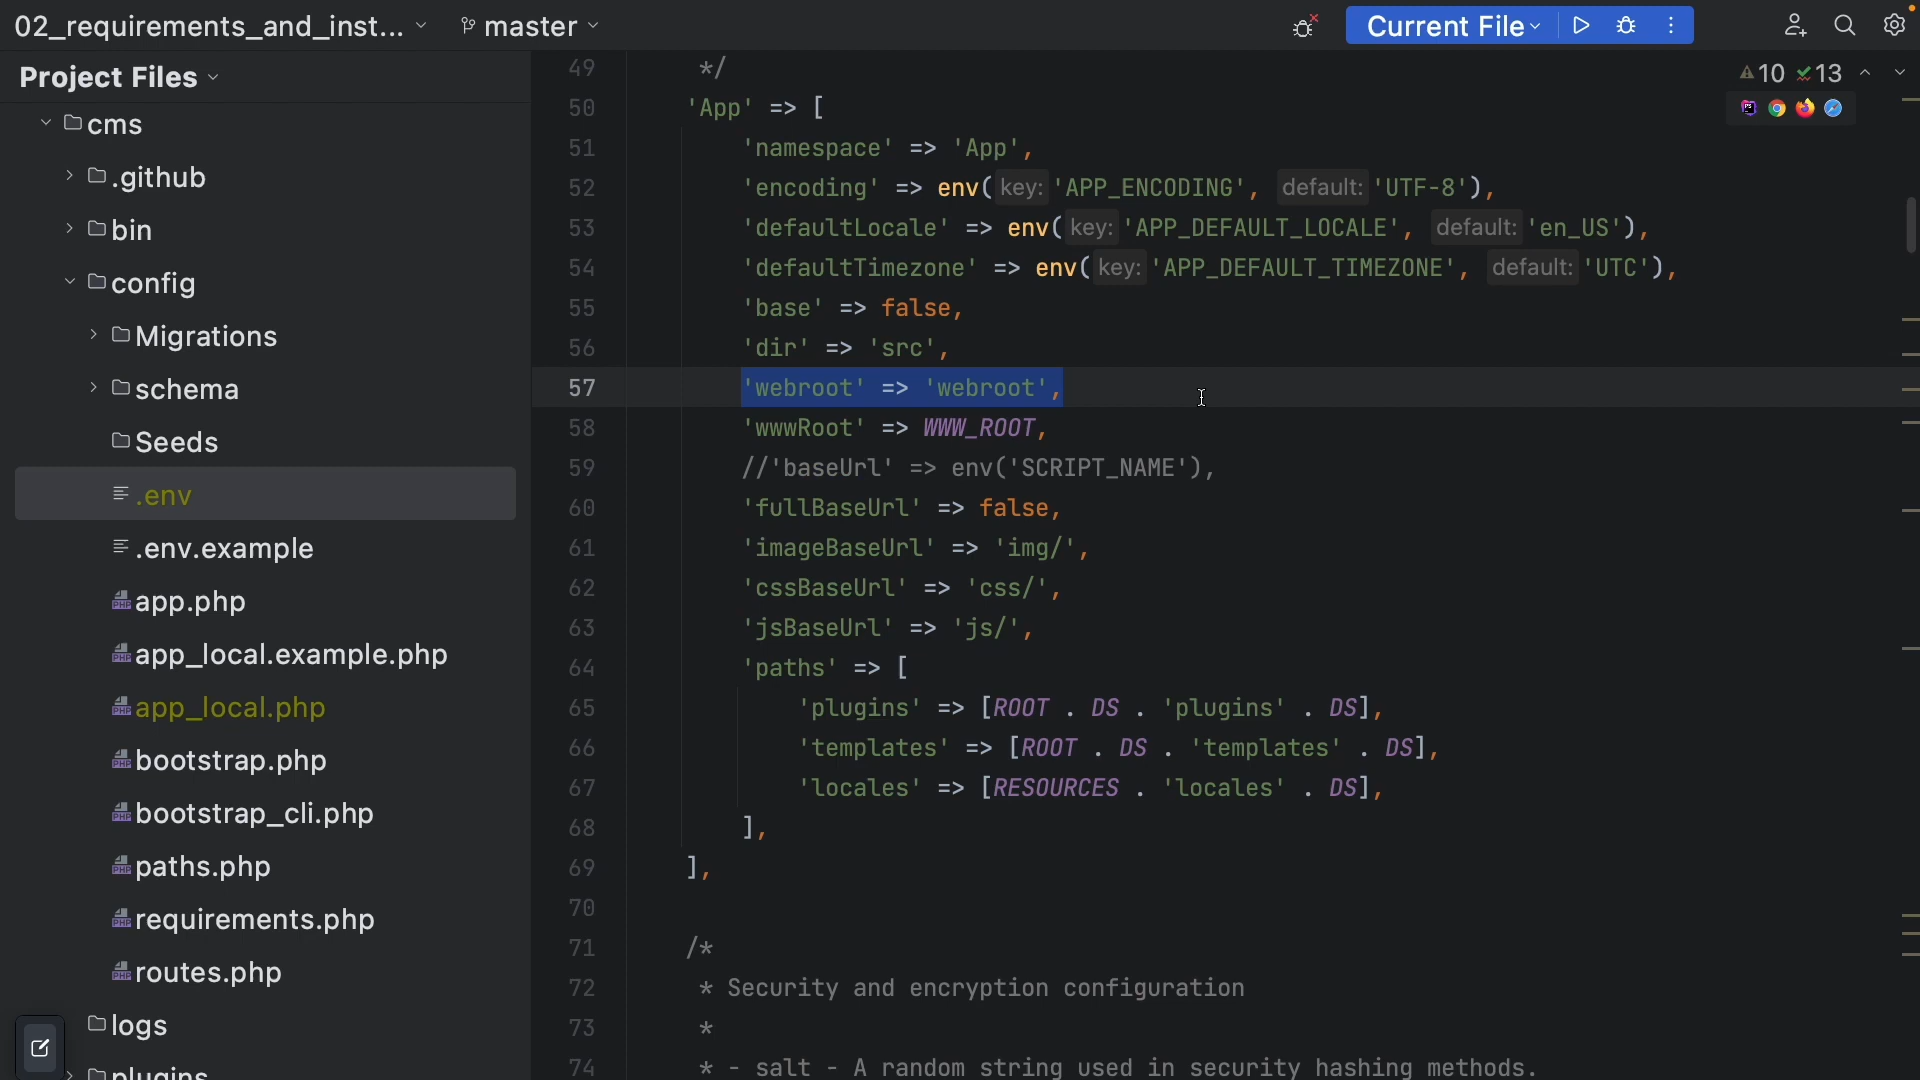 02_requirements_and_inst...
master
Current File
Project Files
cms
.github
bin
config
Migrations
schema
Seeds
.env
.env.example
app.php
app_local.example.php
app_local.php
bootstrap.php
bootstrap_cli.php
paths.php
requirements.php
routes.php
logs
plugins
10 13
49 */
50 'App' => [
51 'namespace' => 'App',
52 'encoding' => env( key: 'APP_ENCODING', default: 'UTF-8'),
53 'defaultLocale' => env( key: 'APP_DEFAULT_LOCALE', default: 'en_US'),
54 'defaultTimezone' => env( key: 'APP_DEFAULT_TIMEZONE', default: 'UTC'),
55 'base' => false,
56 'dir' => 'src',
57 'webroot' => 'webroot',
58 'wwwRoot' => WWW_ROOT,
59 //'baseUrl' => env('SCRIPT_NAME'),
60 'fullBaseUrl' => false,
61 'imageBaseUrl' => 'img/',
62 'cssBaseUrl' => 'css/',
63 'jsBaseUrl' => 'js/',
64 'paths' => [
65 'plugins' => [ROOT . DS . 'plugins' . DS],
66 'templates' => [ROOT . DS . 'templates' . DS],
67 'locales' => [RESOURCES . 'locales' . DS],
68 ],
69 ],
70
71 /*
72 * Security and encryption configuration
73 *
74 * - salt - A random string used in security hashing methods.